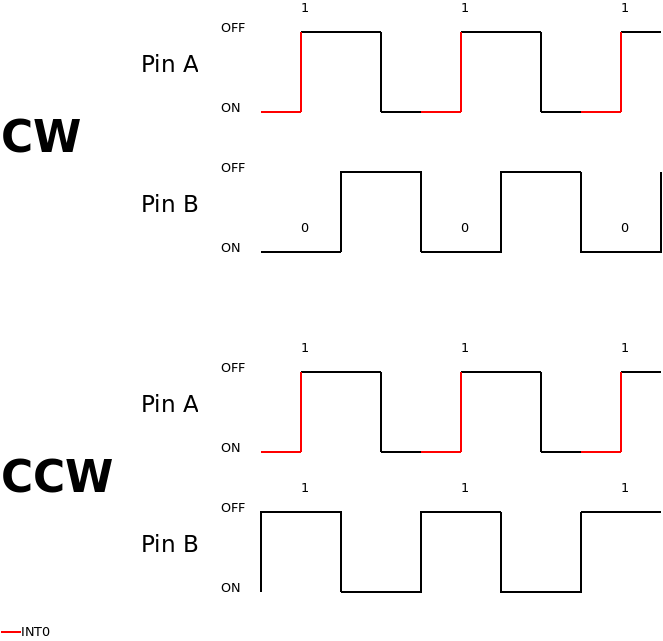 1 1 1
OFF
Pin A
ON
CW
OFF
Pin B
0 0 0
ON
1 1 1
OFF
Pin A
ON
CCW
1 1 1
OFF
Pin B
ON
INT0